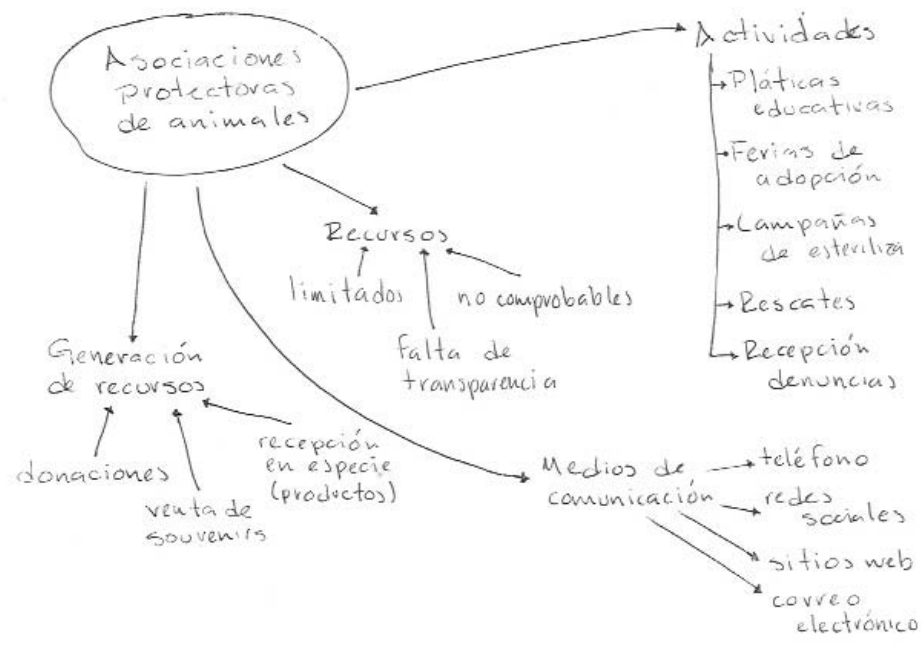 Asociaciones
protectoras
de animales
Actividades
Pláticas
educativas
Ferias de
adopción
Campañas
de esteriliza
Rescates
Recepción
denuncias
Recursos
limitados
no comprobables
falta de
transparencia
Generación
de recursos
donaciones
venta de
souvenirs
recepción
en especie
(productos)
Medios de
comunicación
teléfono
redes
sociales
sitios web
correo
electrónico